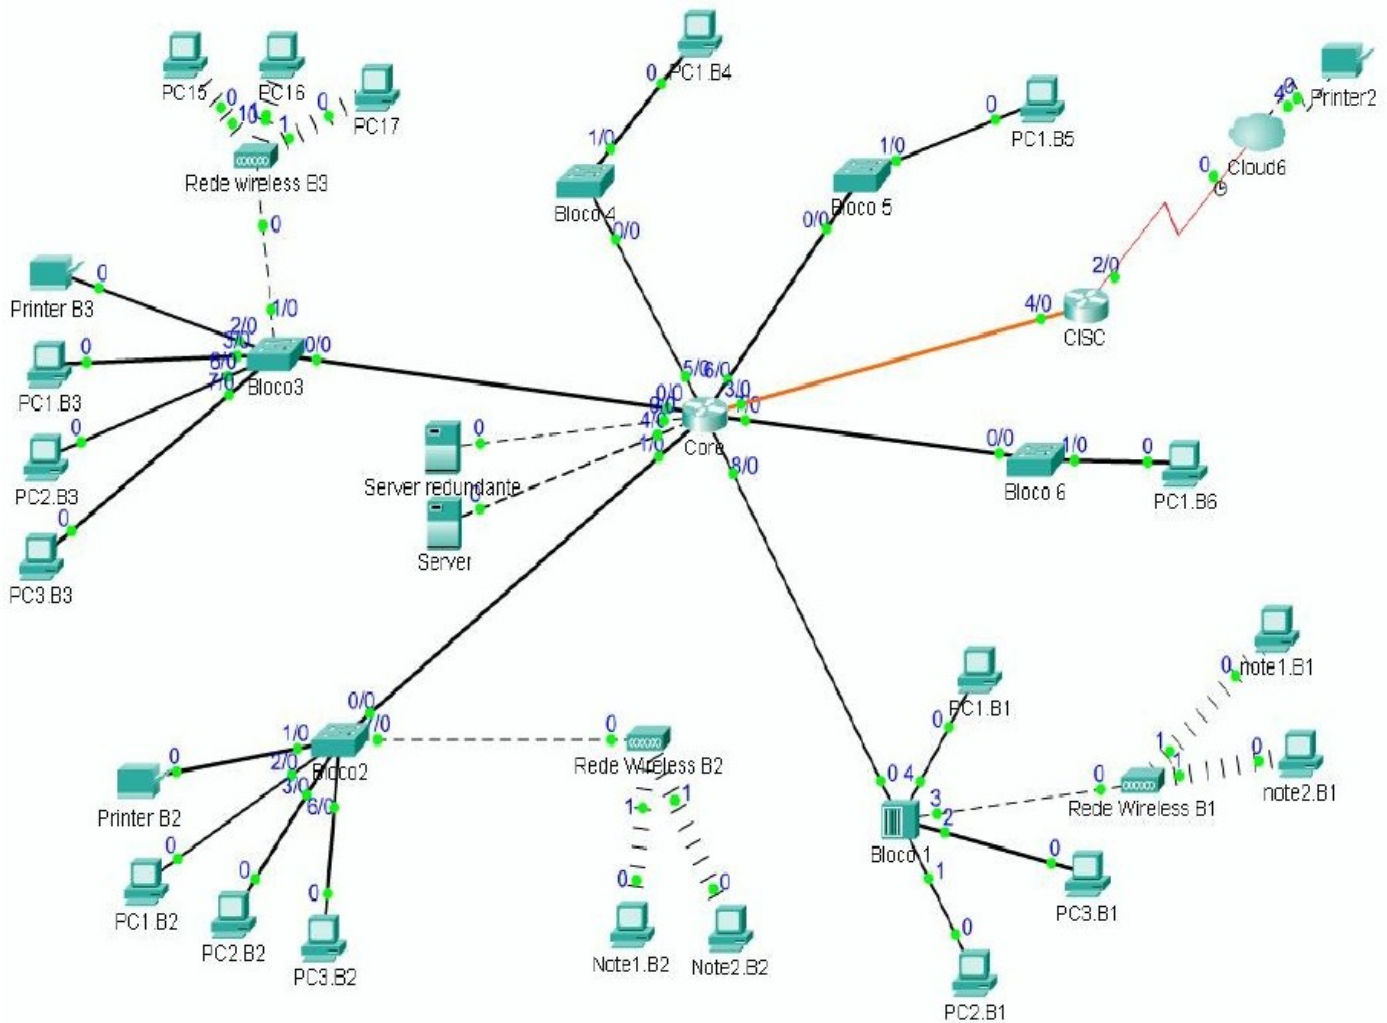 PC15
PC16
PC17
0
0
10
1
Rede wireless B3
0
1/0
Printer B3
0
PC1.B3
0
PC2.B3
0
PC3.B3
0
2/0
3/0
7/0
0/0
Bloco3
PC1.B4
0
1/0
Bloco 4
0/0
PC1.B5
0
1/0
Bloco 5
0/0
Printer2
Cloud6
0
2/0
4/0
CISC
5/0
6/0
0/0
3/0
4/0
1/0
8/0
Core
0
Server redundante
0
Server
0/0
1/0
0
Bloco 6
PC1.B6
0/0
1/0
2/0
3/0
6/0
Bloco2
0
Printer B2
0
PC1.B2
0
PC2.B2
0
PC3.B2
0
Rede Wireless B2
1
1
0
0
Note1.B2
Note2.B2
PC1.B1
0
0
4
3
2
1
Bloco 1
0
Rede Wireless B1
1
1
0
note1.B1
0
note2.B1
0
PC3.B1
0
PC2.B1